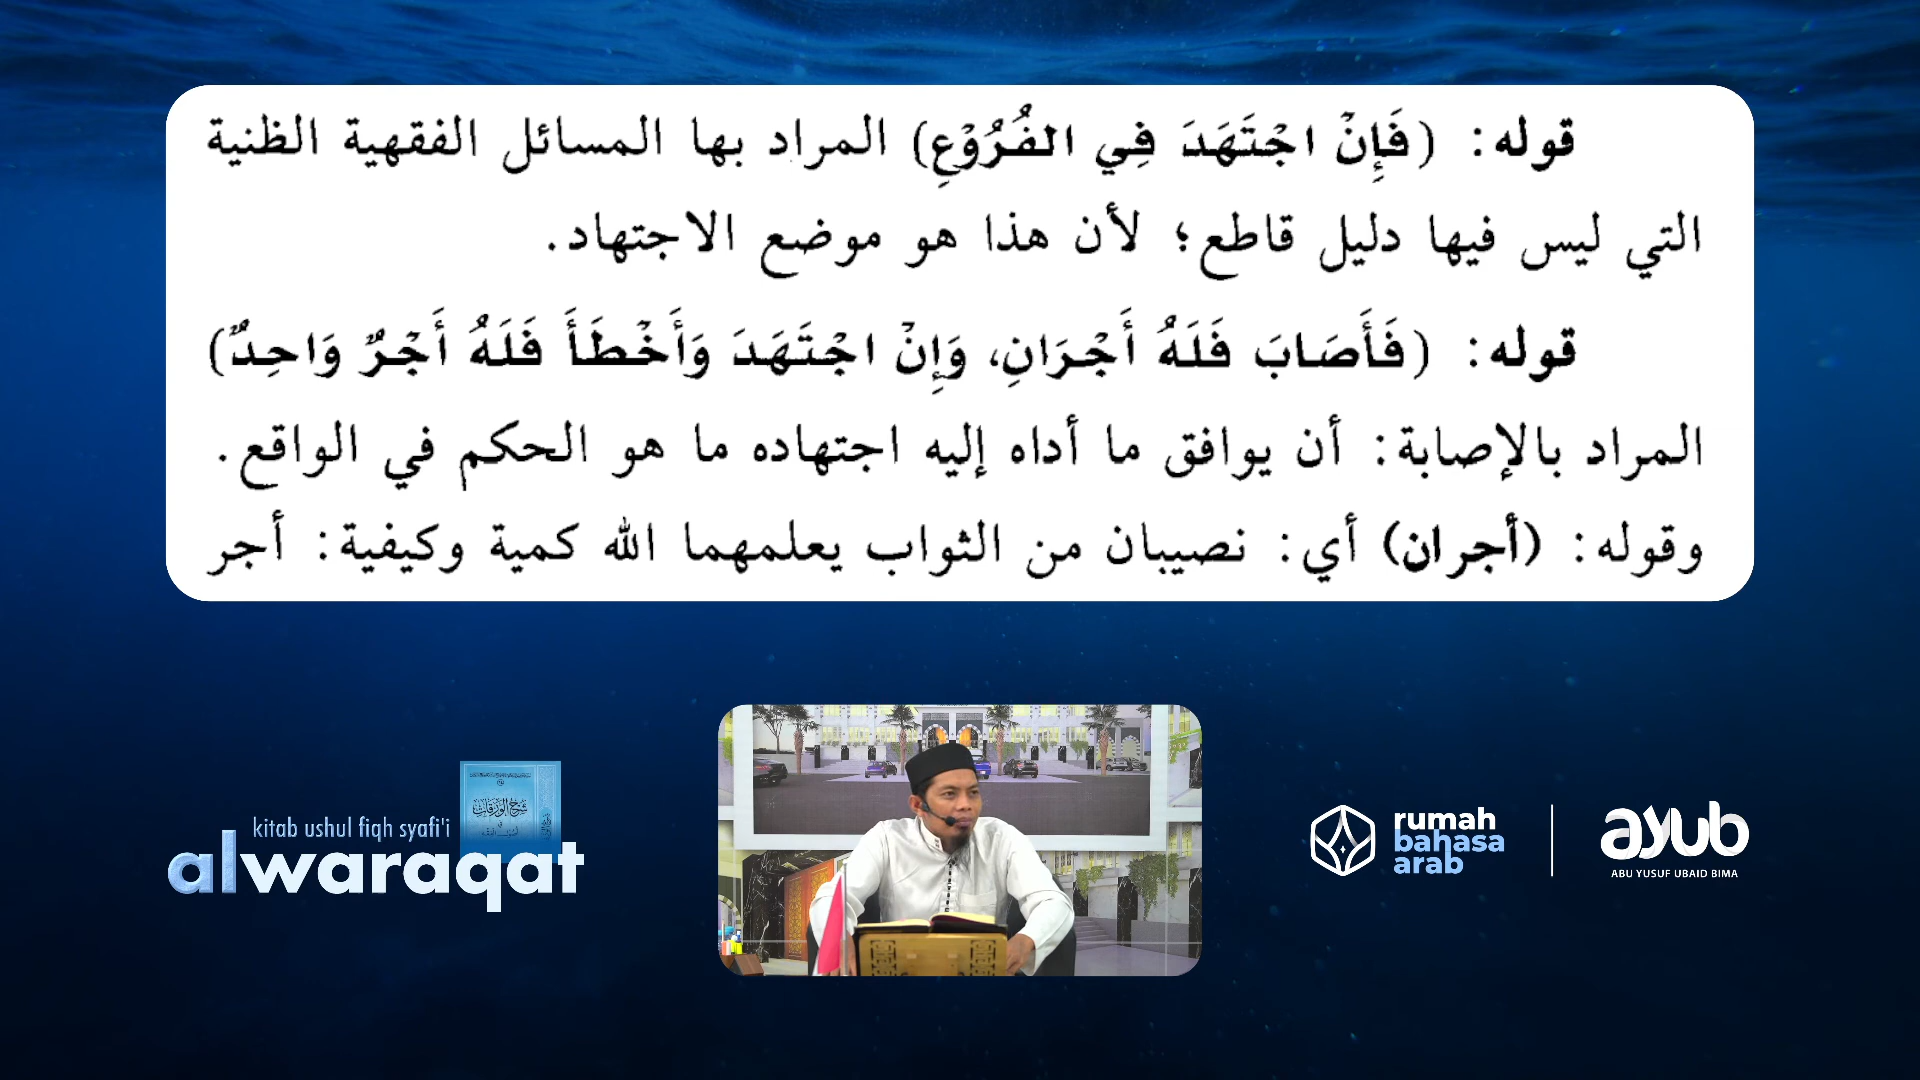 قوله: (فَإِنْ اجْتَهَدَ فِي الفُرُوْعِ) المراد بها المسائل الفقهية الظنية
التي ليس فيها دليل قاطع؛ لأن هذا هو موضع الاجتهاد.
قوله: (فَأَصَابَ فَلَهُ أَجْرَانِ، وَإِنْ اجْتَهَدَ وَأَخْطَأَ فَلَهُ أَجْرٌ وَاحِدٌ)
المراد بالإصابة: أن يوافق ما أداه إليه اجتهاده ما هو الحكم في الواقع.
وقوله: (أجران) أي: نصيبان من الثواب يعلمهما الله كمية وكيفية: أجر
شرح الورقات
kitab ushul fiqh syafi'i
alwaraqat
rumah
bahasa
arab
ayub
ABU YUSUF UBAID BIMA